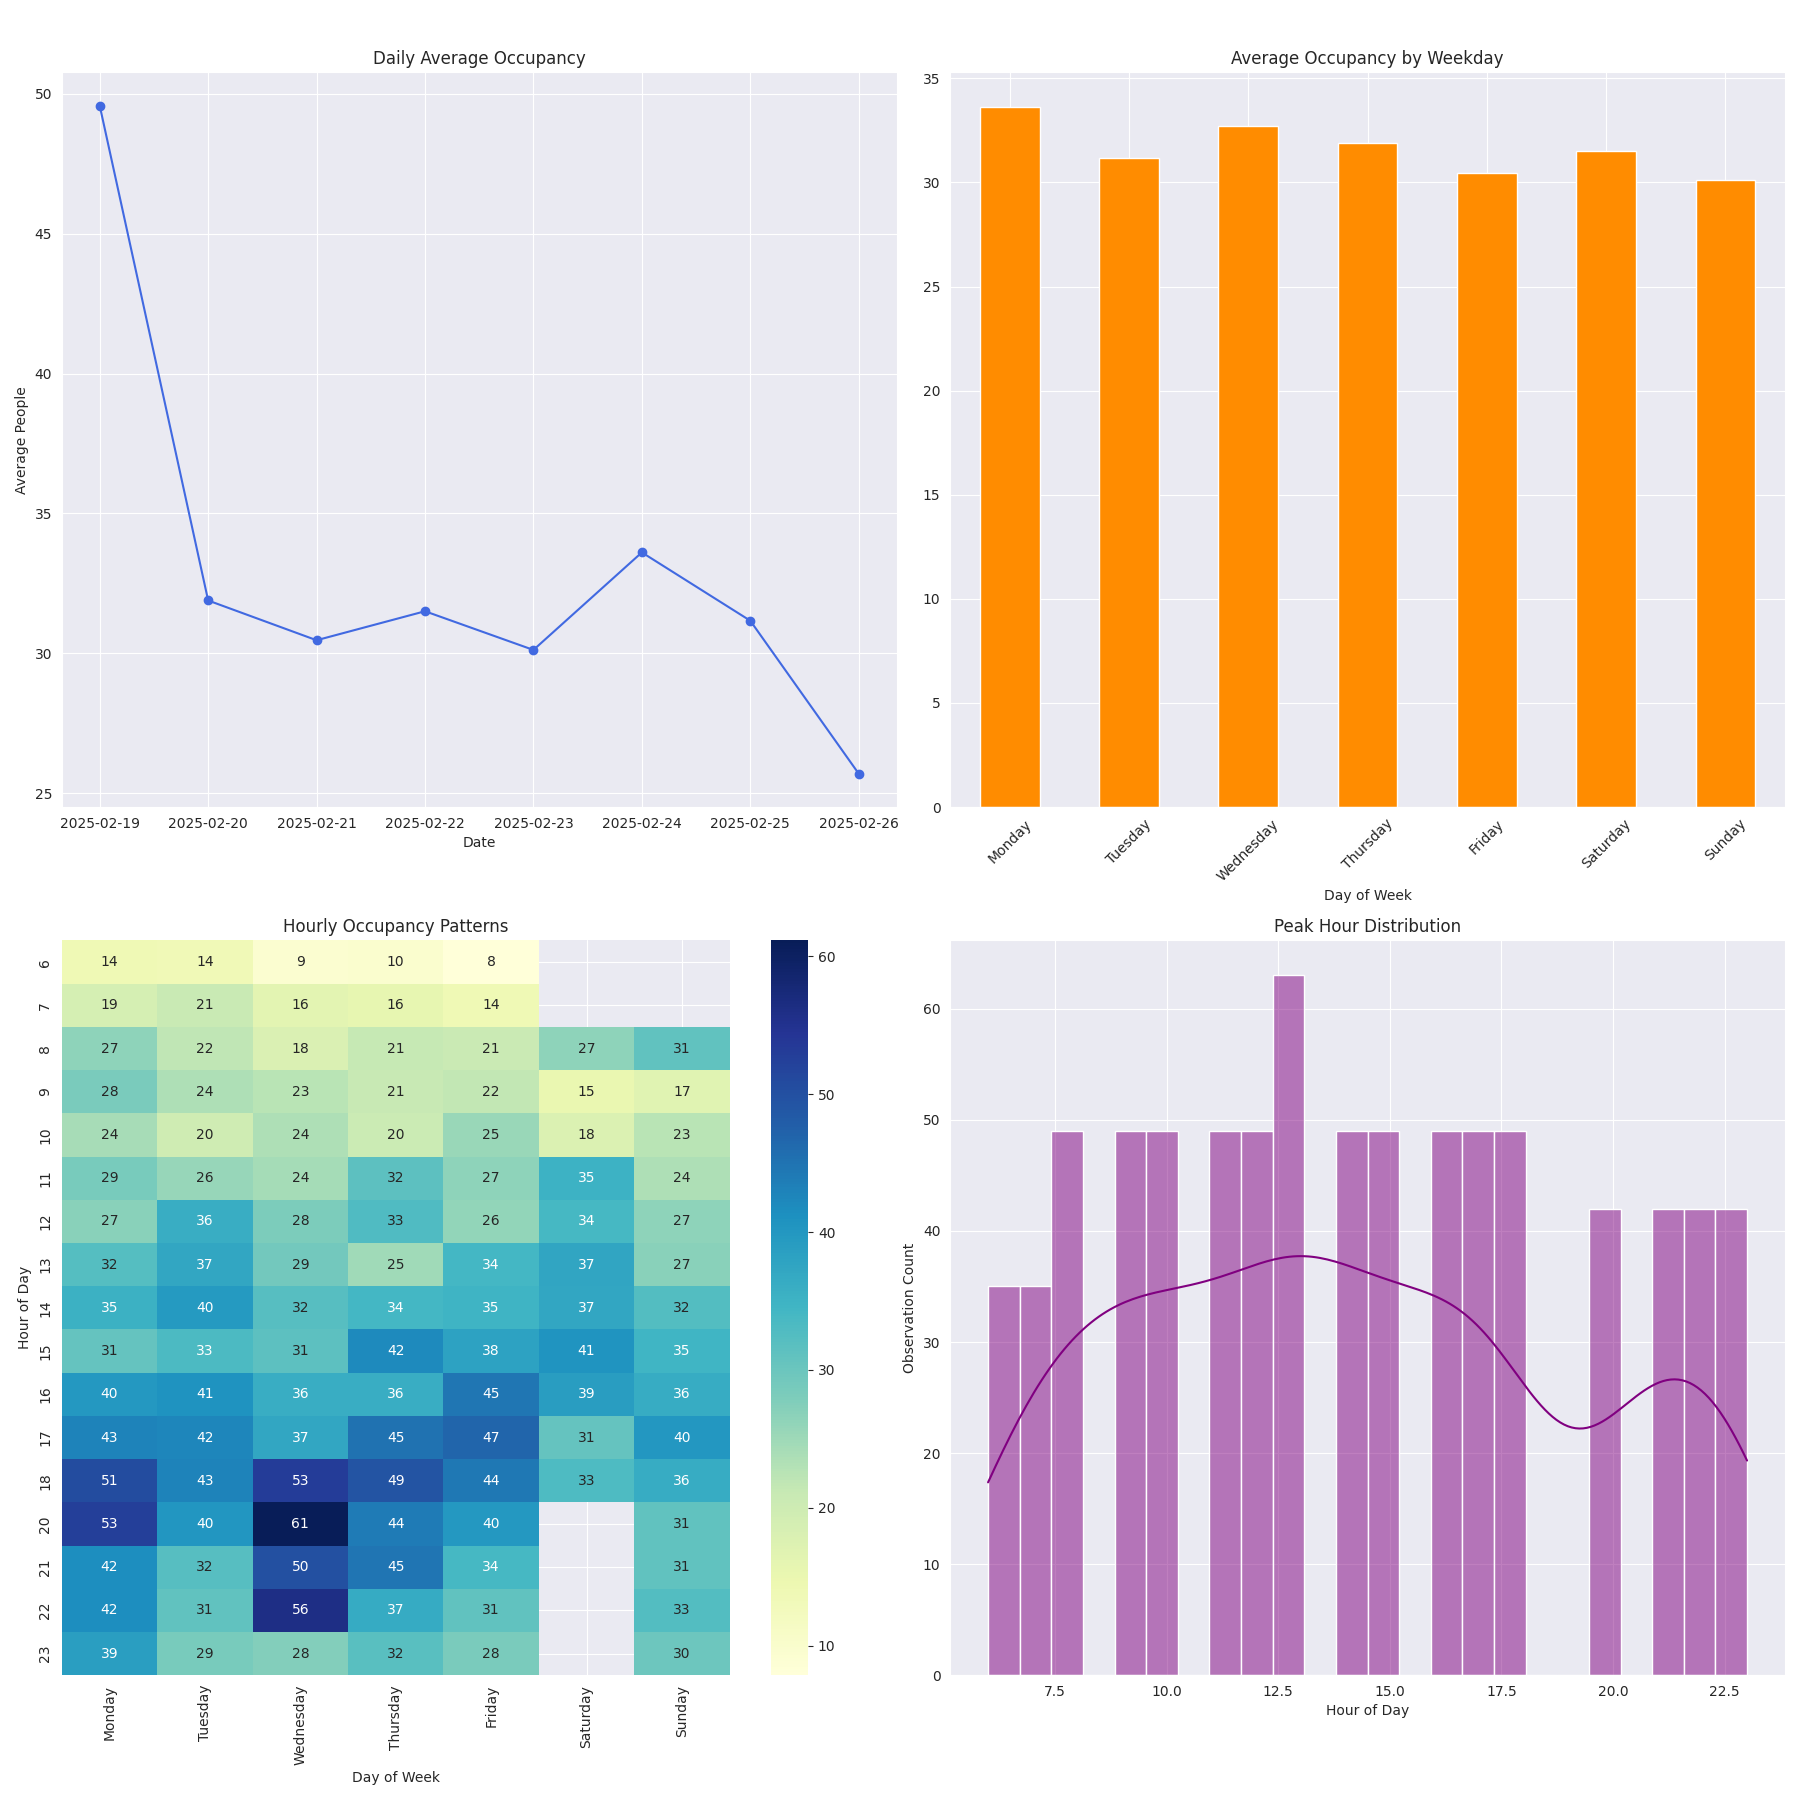 Daily Average Occupancy
50
45
40
35
30
25
Average People
2025-02-19 2025-02-20 2025-02-21 2025-02-22 2025-02-23 2025-02-24 2025-02-25 2025-02-26
Date
Average Occupancy by Weekday
35
30
25
20
15
10
5
0
Monday Tuesday Wednesday Thursday Friday Saturday Sunday
Day of Week
Hourly Occupancy Patterns
Hour of Day
6 14 14 9 10 8
7 19 21 16 16 14
8 27 22 18 21 21 27 31
9 28 24 23 21 22 15 17
10 24 20 24 20 25 18 23
11 29 26 24 32 27 35 24
12 27 36 28 33 26 34 27
13 32 37 29 25 34 37 27
14 35 40 32 34 35 37 32
15 31 33 31 42 38 41 35
16 40 41 36 36 45 39 36
17 43 42 37 45 47 31 40
18 51 43 53 49 44 33 36
20 53 40 61 44 40 31
21 42 32 50 45 34 31
22 42 31 56 37 31 33
23 39 29 28 32 28 30
Monday Tuesday Wednesday Thursday Friday Saturday Sunday
Day of Week
60
50
40
30
20
10
Peak Hour Distribution
60
50
40
30
20
10
0
Observation Count
7.5 10.0 12.5 15.0 17.5 20.0 22.5
Hour of Day